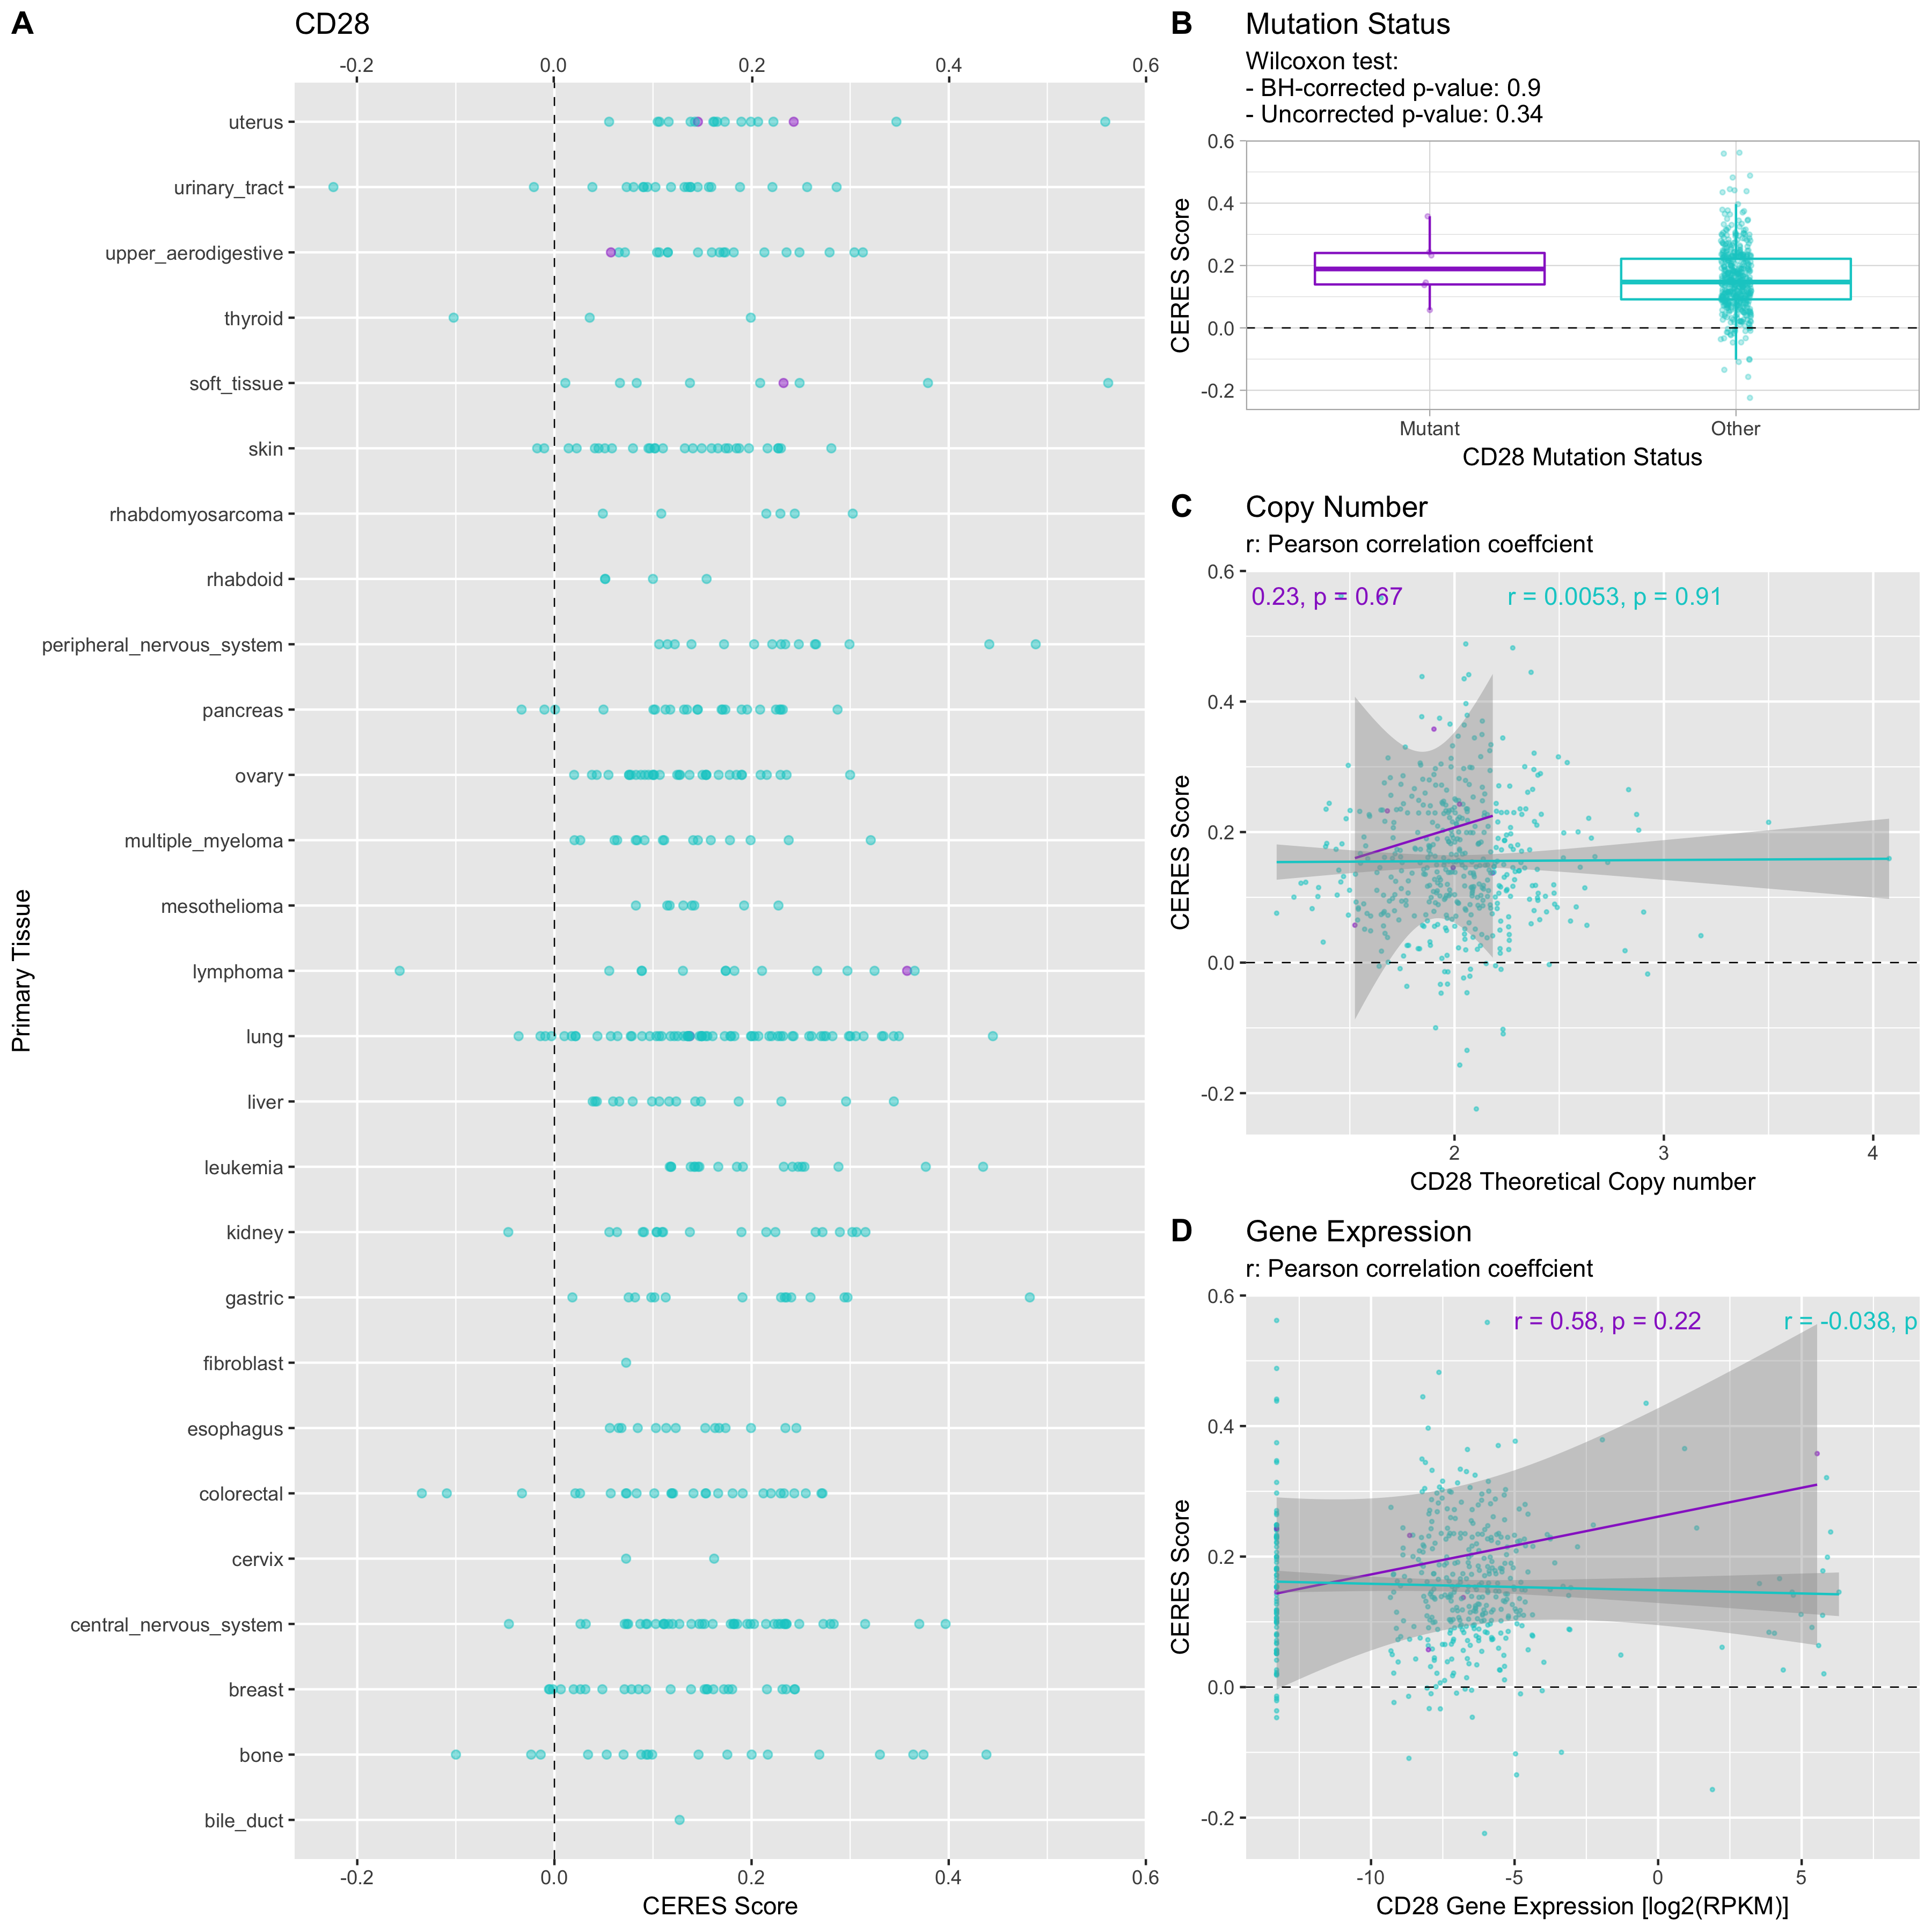 A
CD28
-0.2 0.0 0.2 0.4 0.6
Primary Tissue
uterus
urinary_tract
upper_aerodigestive
thyroid
soft_tissue
skin
rhabdomyosarcoma
rhabdoid
peripheral_nervous_system
pancreas
ovary
multiple_myeloma
mesothelioma
lymphoma
lung
liver
leukemia
kidney
gastric
fibroblast
esophagus
colorectal
cervix
central_nervous_system
breast
bone
bile_duct
-0.2 0.0 0.2 0.4 0.6
CERES Score
B
Mutation Status
Wilcoxon test:
- BH-corrected p-value: 0.9
- Uncorrected p-value: 0.34
CERES Score
0.6
0.4
0.2
0.0
-0.2
Mutant Other
CD28 Mutation Status
C
Copy Number
r: Pearson correlation coeffcient
0.23, p = 0.67 r = 0.0053, p = 0.91
CERES Score
0.6
0.4
0.2
0.0
-0.2
2 3 4
CD28 Theoretical Copy number
D
Gene Expression
r: Pearson correlation coeffcient
r = 0.58, p = 0.22 r = -0.038, p
CERES Score
0.6
0.4
0.2
0.0
-0.2
-10 -5 0 5
CD28 Gene Expression [log2(RPKM)]